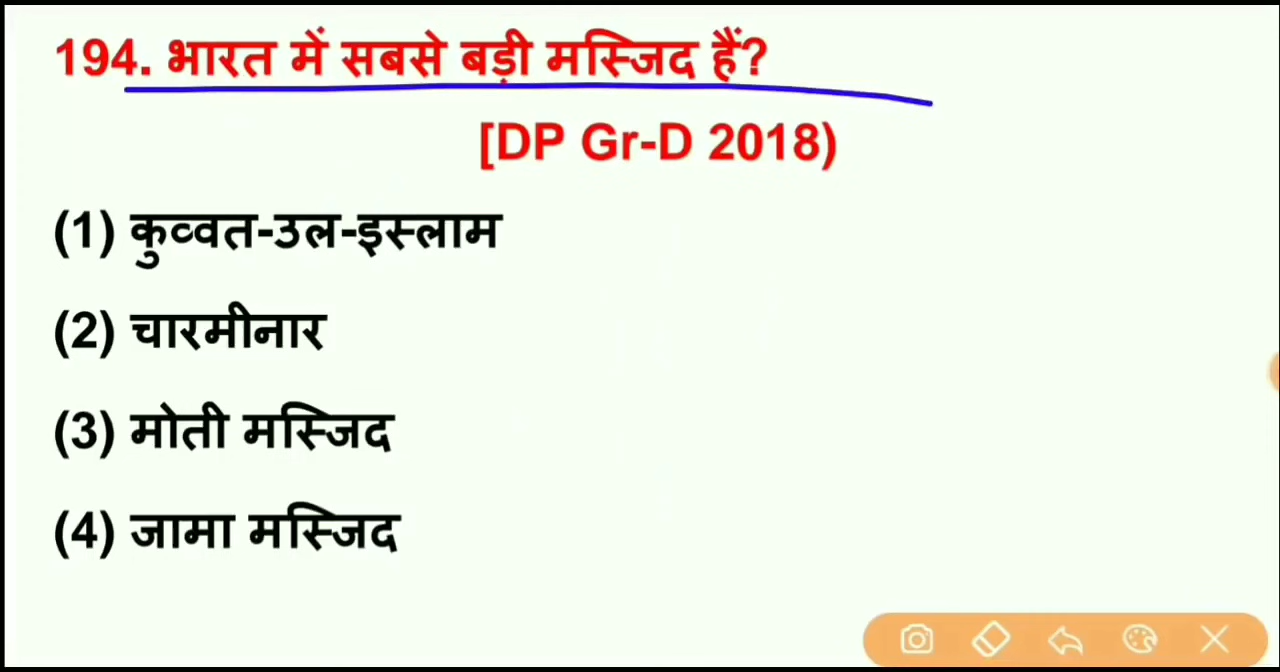 194. भारत में सबसे बड़ी मस्जिद हैं?
[DP Gr-D 2018)
(1) कुव्वत-उल-इस्लाम
(2) चारमीनार
(3) मोती मस्जिद
(4) जामा मस्जिद